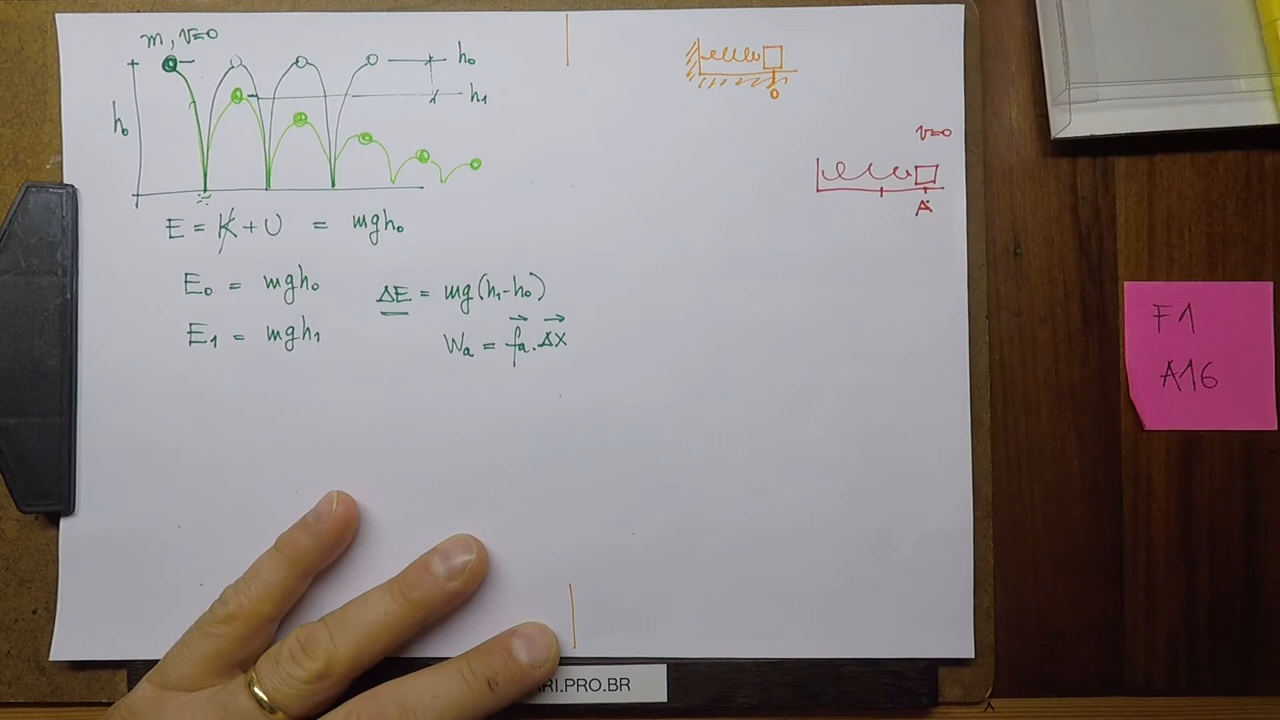 m, v=0
h₀
h₁
h₀
E = K + U = mgh₀
E₀ = mgh₀
ΔE = mg(h₁-h₀)
E₁ = mgh₁
Wₐ = fₐ. Δx
0
v=0
A
F1
A16
RI.PRO.BR